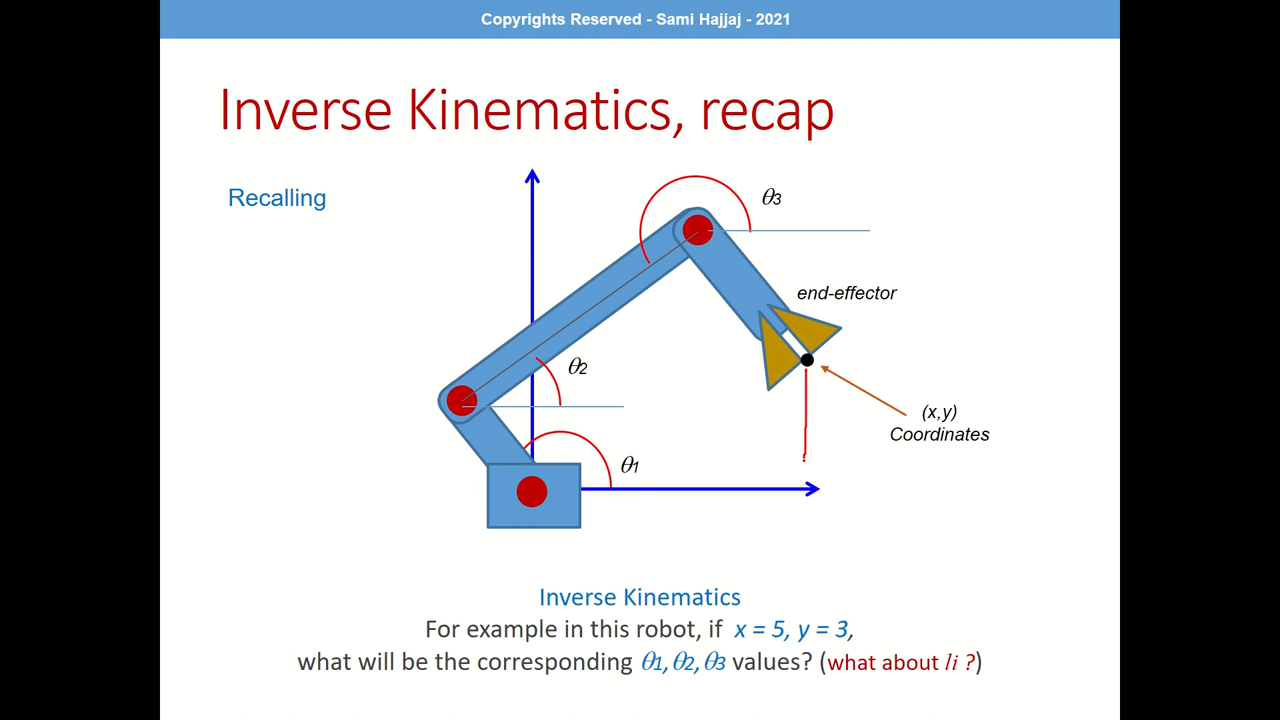 Copyrights Reserved - Sami Hajjaj - 2021
Inverse Kinematics, recap
Recalling
θ3
end-effector
θ2
(x,y)
Coordinates
θ1
Inverse Kinematics
For example in this robot, if x = 5, y = 3,
what will be the corresponding θ1, θ2, θ3 values? (what about li ?)